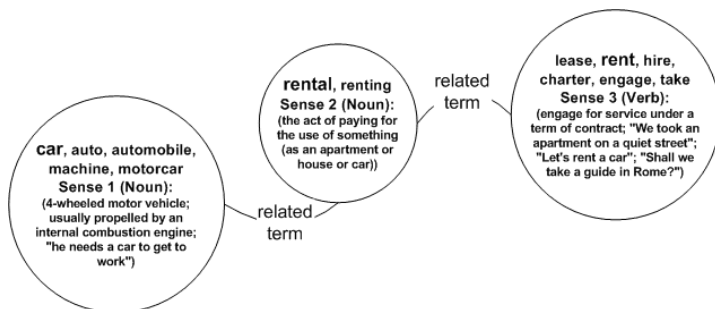 car, auto, automobile,
machine, motorcar
Sense 1 (Noun):
(4-wheeled motor vehicle;
usually propelled by an
internal combustion engine;
"he needs a car to get to
work")
related
term
rental, renting
Sense 2 (Noun):
(the act of paying for
the use of something
(as an apartment or
house or car))
related
term
lease, rent, hire,
charter, engage, take
Sense 3 (Verb):
(engage for service under a
term of contract; "We took an
apartment on a quiet street";
"Let's rent a car"; "Shall we
take a guide in Rome?")